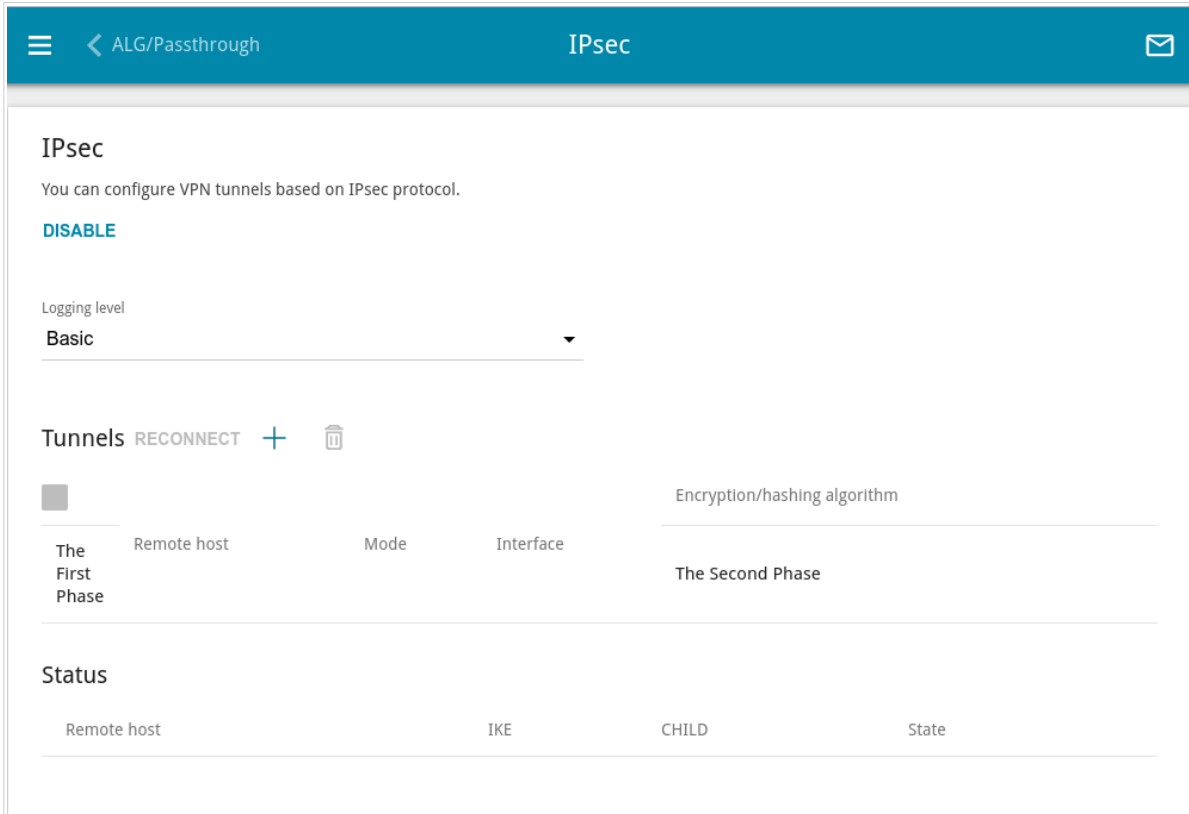 ALG/Passthrough
IPsec
IPsec
You can configure VPN tunnels based on IPsec protocol.
DISABLE
Logging level
Basic
Tunnels RECONNECT
Encryption/hashing algorithm
Remote host Mode Interface
The
First
Phase
The Second Phase
Status
Remote host IKE CHILD State